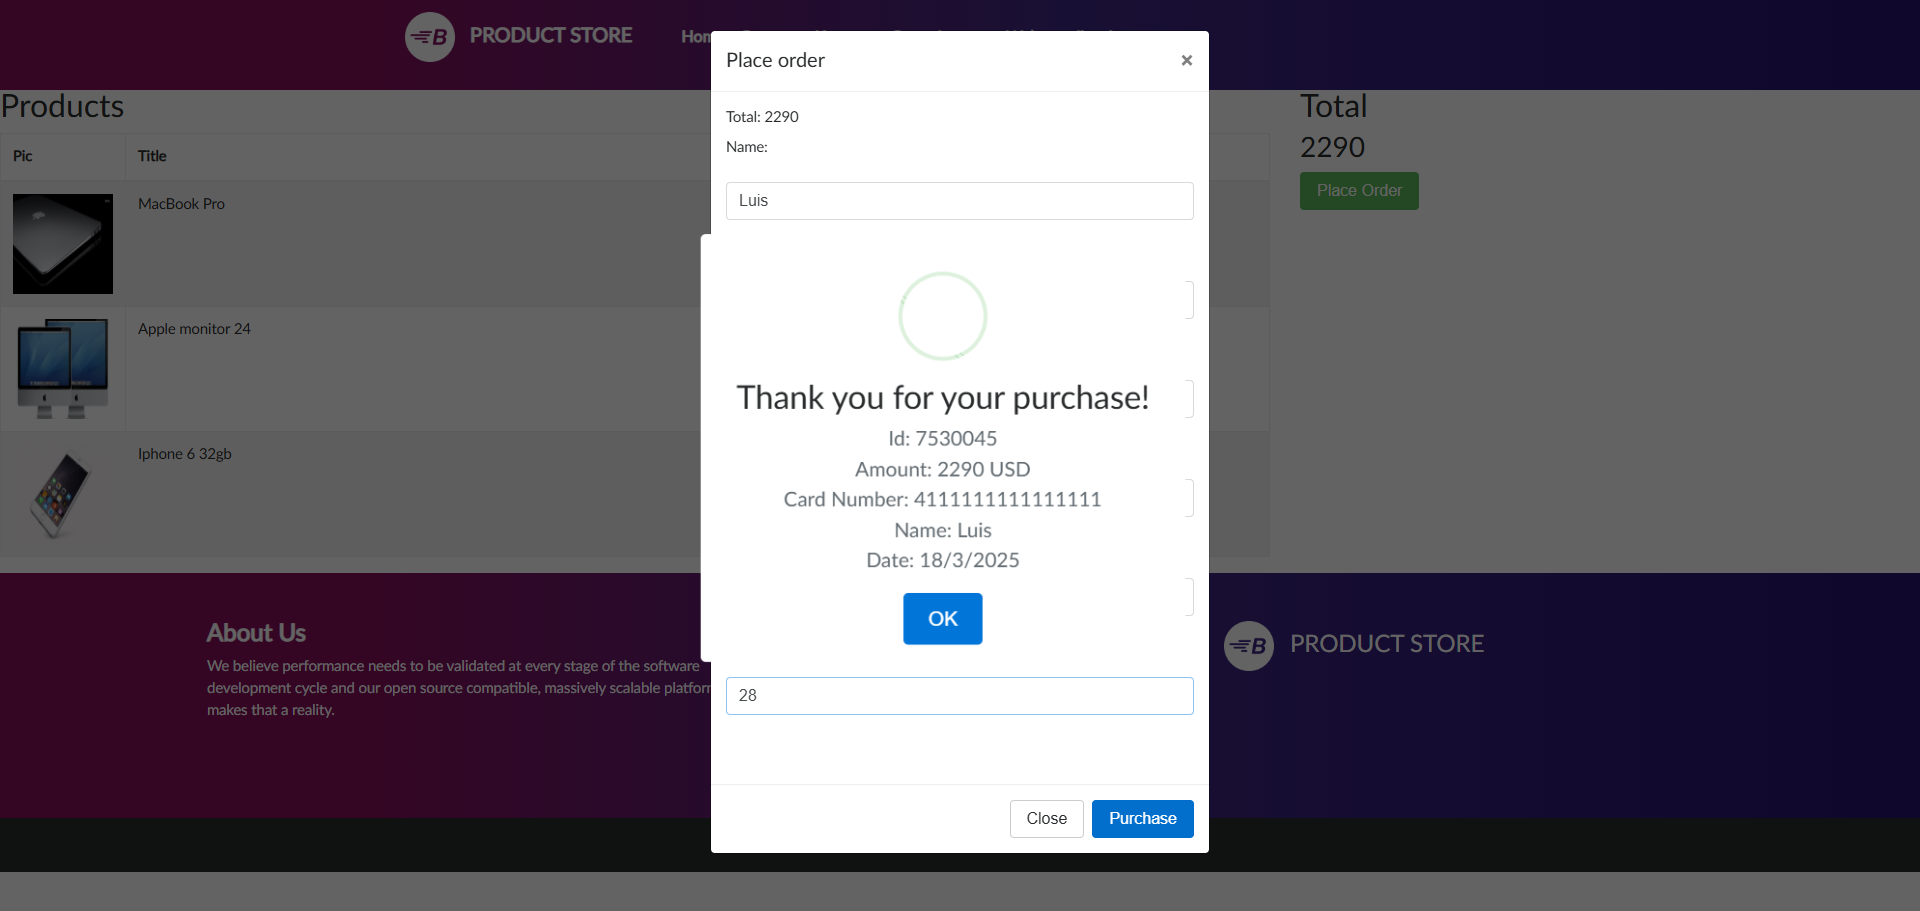 PRODUCT STORE
Place order
×
Products
Total
Total: 2290
2290
Name:
Pic
Title
Place Order
MacBook Pro
Luis
Apple monitor 24
Thank you for your purchase!
Id: 7530045
Amount: 2290 USD
Iphone 6 32gb
Card Number: 4111111111111111
Name: Luis
Date: 18/3/2025
OK
About Us
We believe performance needs to be validated at every stage of the software
development cycle and our open source compatible, massively scalable platform
makes that a reality.
B
PRODUCT STORE
28
Close
Purchase